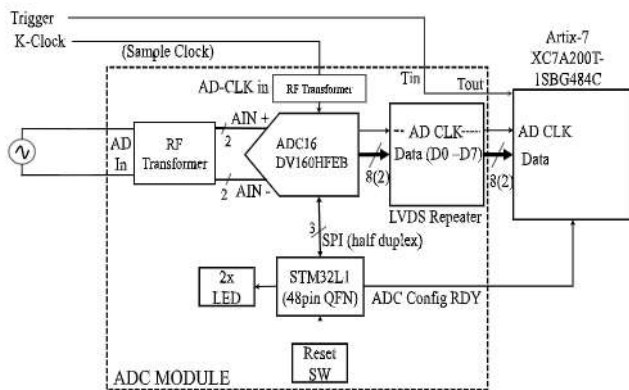 Trigger
K-Clock
(Sample Clock)
Artix-7
XC7A200T-
1SBG484C
Tin
Tout
AD-CLK in
RF Transformer
AIN +
AD
In
RF
Transformer
2
2
AIN -
ADC16
DV160HFEB
AD CLK
Data (D0 –D7)
8(2)
8(2)
LVDS Repeater
AD CLK
Data
3
SPI (half duplex)
2x
LED
STM32L4
(48pin QFN)
ADC Config RDY
Reset
SW
ADC MODULE